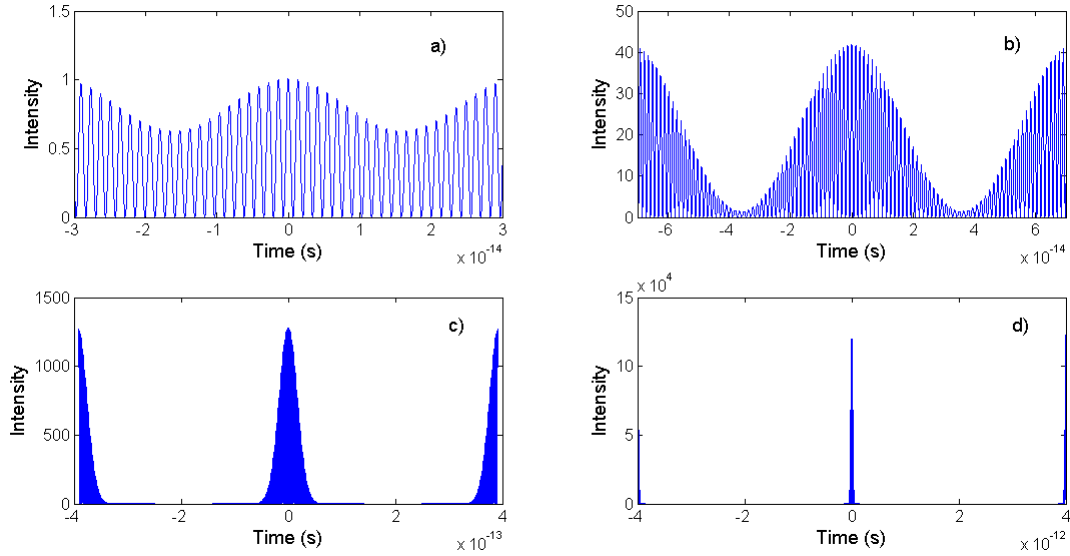 1.5
1
0.5
0
Intensity
a)
-3 -2 -1 0 1 2 3
Time (s)
x 10^-14
50
40
30
20
10
0
Intensity
b)
-6 -4 -2 0 2 4 6
Time (s)
x 10^-14
1500
1000
500
0
Intensity
c)
-4 -2 0 2 4
Time (s)
x 10^-13
x 10^4
15
10
5
0
Intensity
d)
-4 -2 0 2 4
Time (s)
x 10^-12